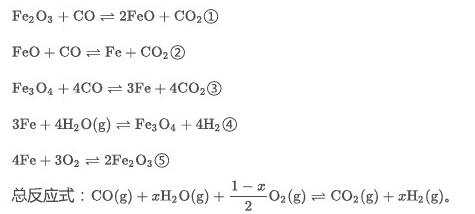 Fe₂O₃ + CO ⇌ 2FeO + CO₂①
FeO + CO ⇌ Fe + CO₂②
Fe₃O₄ + 4CO ⇌ 3Fe + 4CO₂③
3Fe + 4H₂O(g) ⇌ Fe₃O₄ + 4H₂④
4Fe + 3O₂ ⇌ 2Fe₂O₃⑤
总反应式：CO(g) + xH₂O(g) + \frac{1-x}{2}O₂(g) ⇌ CO₂(g) + xH₂(g)。